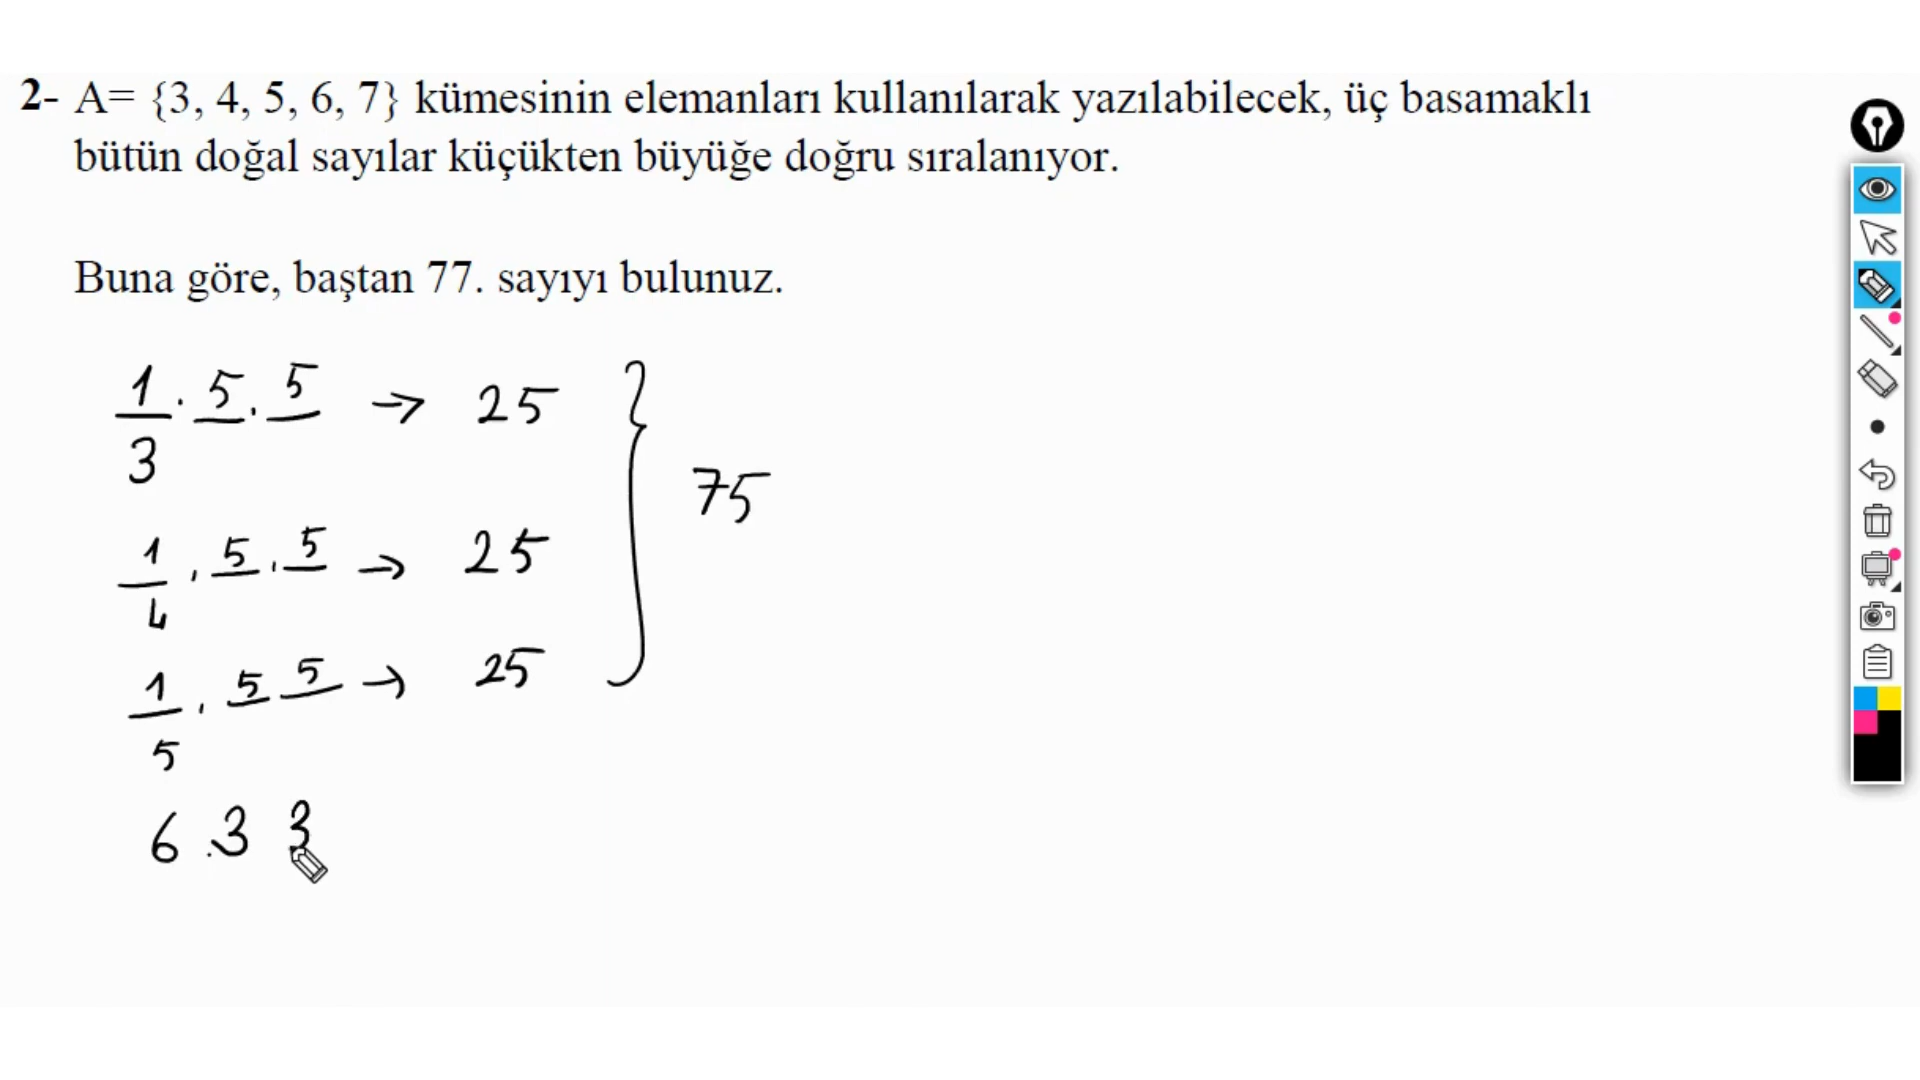 2- A= {3, 4, 5, 6, 7} kümesinin elemanları kullanılarak yazılabilecek, üç basamaklı
bütün doğal sayılar küçükten büyüğe doğru sıralanıyor.
Buna göre, baştan 77. sayıyı bulunuz.
1 . 5 . 5 → 25
3
75
1 . 5 . 5 → 25
4
1 . 5 5 → 25
5
6 3 3